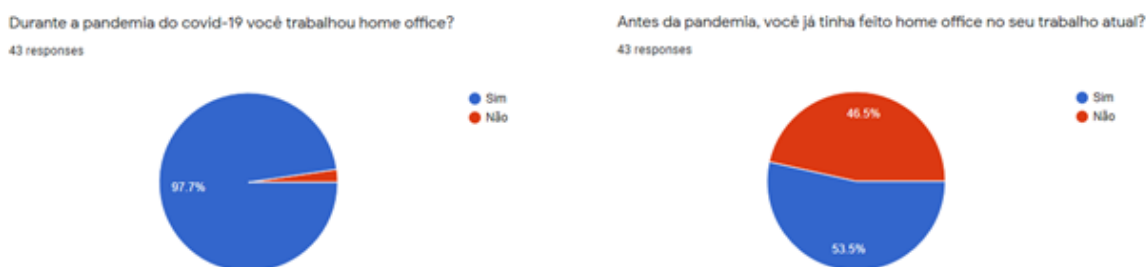 Durante a pandemia do covid-19 você trabalhou home office?
43 responses
Sim
Não
97.7%
Antes da pandemia, você já tinha feito home office no seu trabalho atual?
43 responses
Sim
Não
46.5%
53.5%